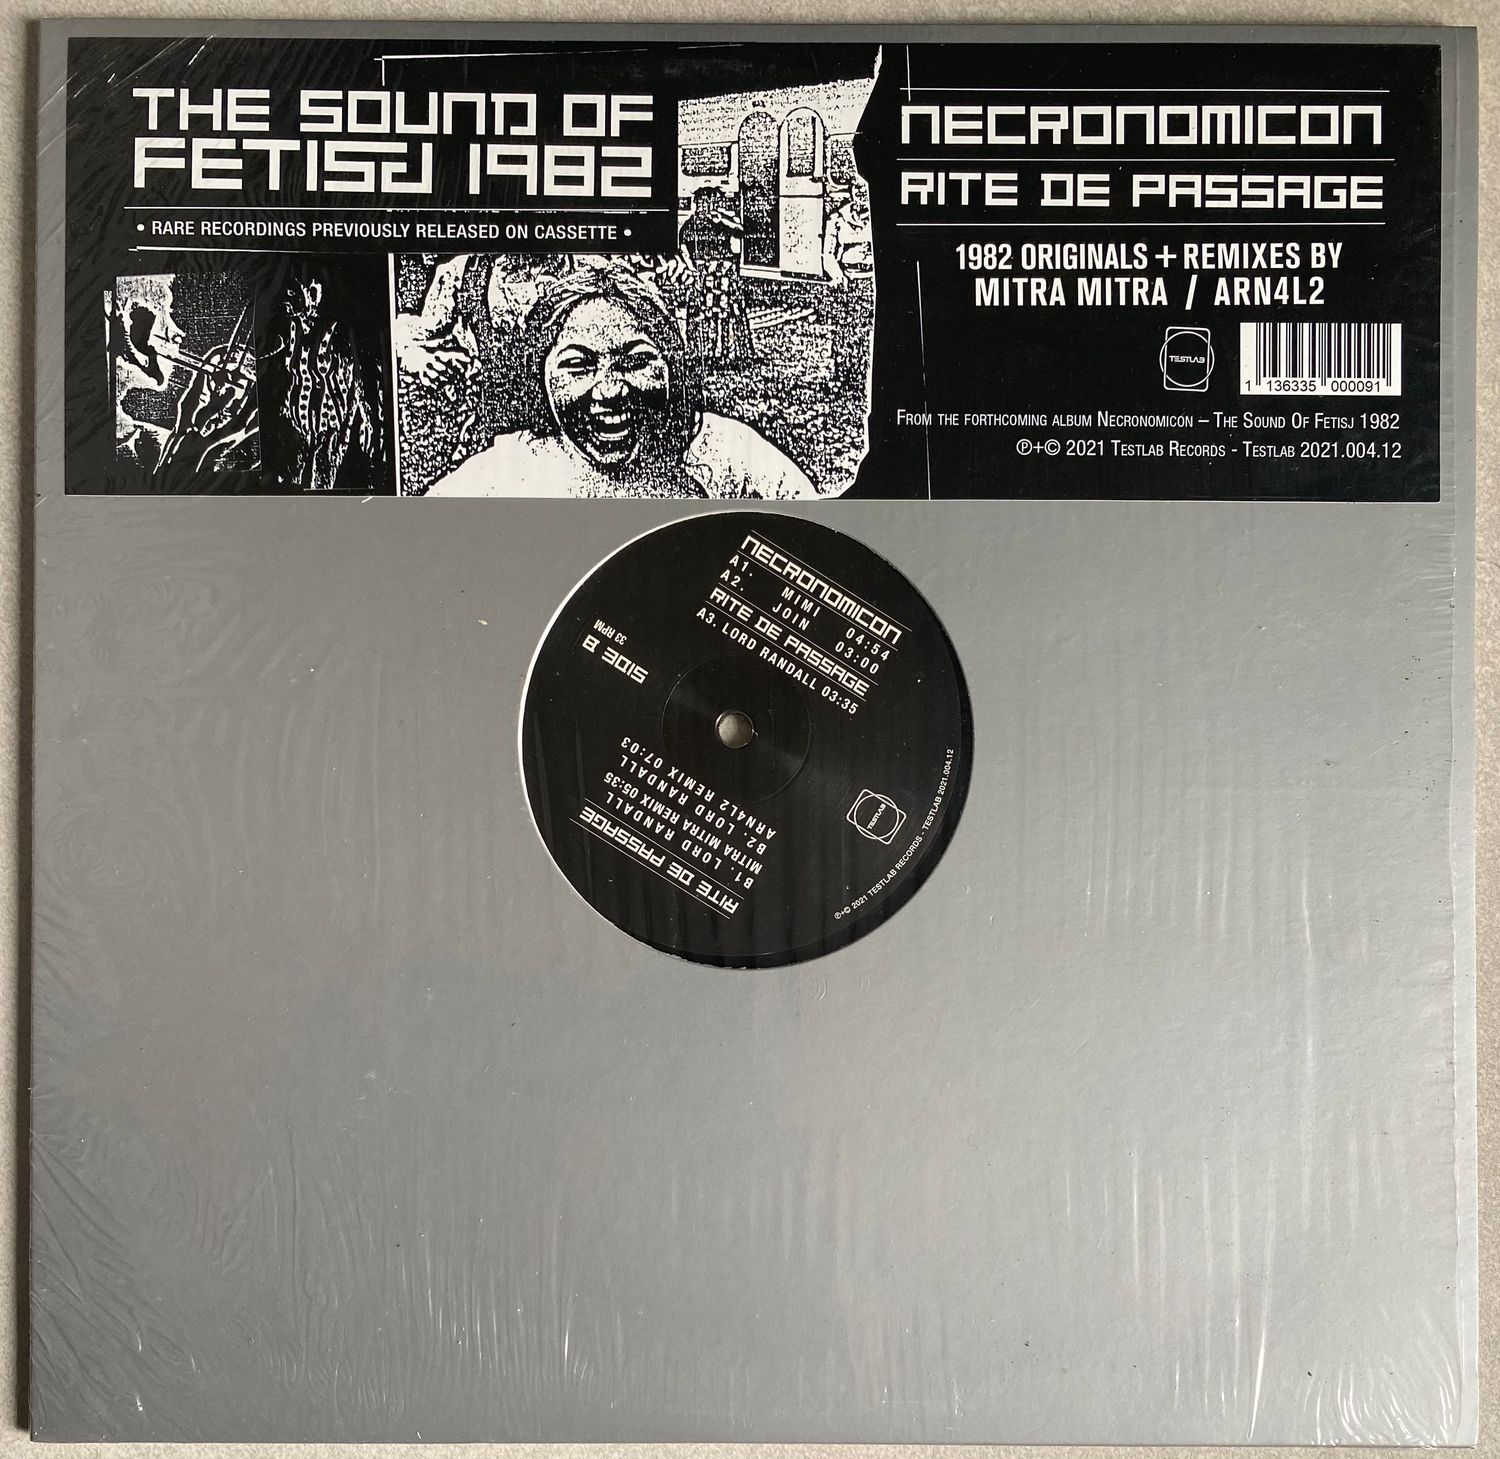 THE SOUND OF
FETISJ 1982
• RARE RECORDINGS PREVIOUSLY RELEASED ON CASSETTE •
NECRONOMICON
RITE DE PASSAGE
1982 ORIGINALS + REMIXES BY
MITRA MITRA / ARN4L2
TESTLAB
1 136335 000091
FROM THE FORTHCOMING ALBUM NECRONOMICON – THE SOUND OF FETISJ 1982
℗+© 2021 TESTLAB RECORDS - TESTLAB 2021.004.12
NECRONOMICON
A1. MIMI 04:54
A2. JOIN 03:00
RITE DE PASSAGE
A3. LORD RANDALL 03:35
SIDE B
33 RPM
RITE DE PASSAGE
B1. LORD RANDALL
MITRA MITRA REMIX 05:35
B2. LORD RANDALL
ARN4L2 REMIX 07:03
TESTLAB
℗+© 2021 TESTLAB RECORDS - TESTLAB 2021.004.12